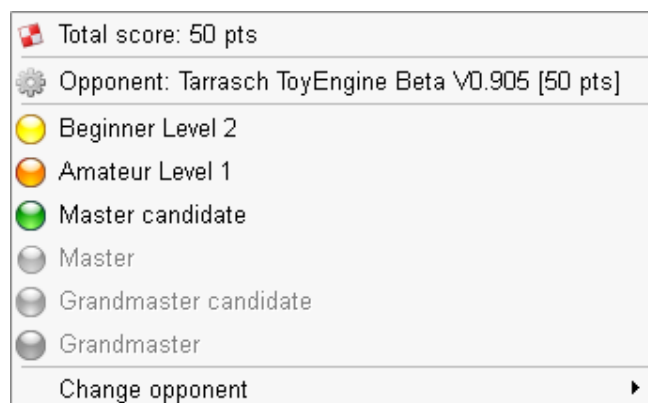 Total score: 50 pts
Opponent: Tarrasch ToyEngine Beta V0.905 [50 pts]
Beginner Level 2
Amateur Level 1
Master candidate
Master
Grandmaster candidate
Grandmaster
Change opponent